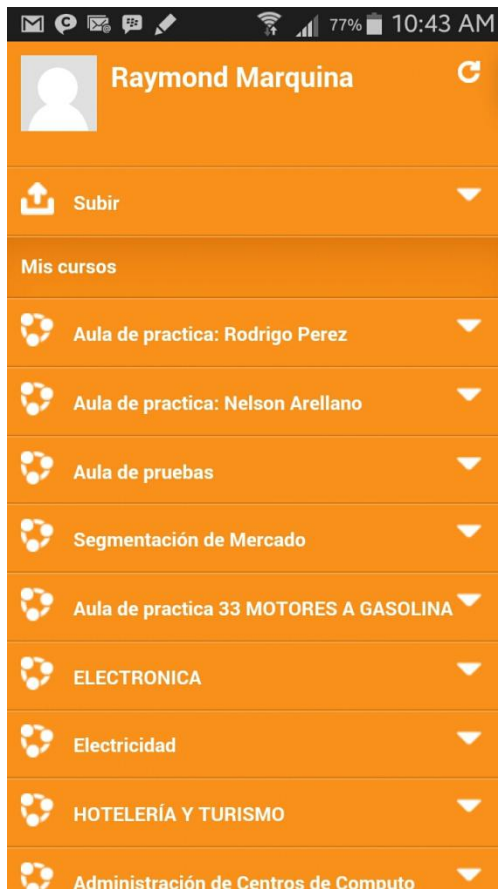 77% 10:43 AM
Raymond Marquina
Subir
Mis cursos
Aula de practica: Rodrigo Perez
Aula de practica: Nelson Arellano
Aula de pruebas
Segmentación de Mercado
Aula de practica 33 MOTORES A GASOLINA
ELECTRONICA
Electricidad
HOTELERÍA Y TURISMO
Administración de Centros de Computo